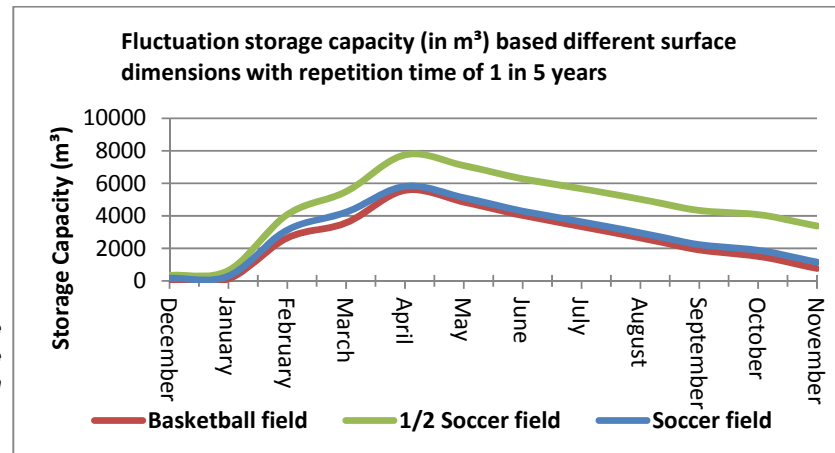 Fluctuation storage capacity (in m³) based different surface
dimensions with repetition time of 1 in 5 years
Storage Capacity (m³)
10000
8000
6000
4000
2000
0
December
January
February
March
April
May
June
July
August
September
October
November
Basketball field
1/2 Soccer field
Soccer field